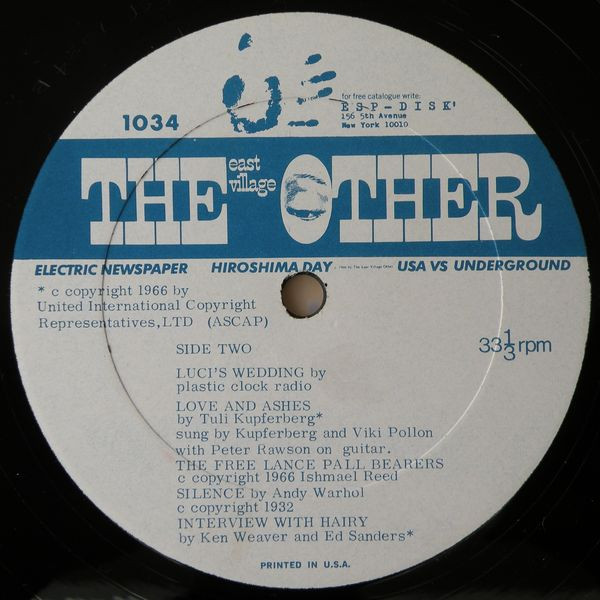 for free catalogue write:
ESP-DISK'
156 5th Avenue
New York 10010
1034
THE east village OTHER
ELECTRIC NEWSPAPER HIROSHIMA DAY USA VS UNDERGROUND
* c copyright 1966 by
United International Copyright
Representatives,LTD (ASCAP)
33 1/3 rpm
SIDE TWO
LUCI'S WEDDING by
plastic clock radio
LOVE AND ASHES
by Tuli Kupferberg*
sung by Kupferberg and Viki Pollon
with Peter Rawson on guitar.
THE FREE LANCE PALL BEARERS
c copyright 1966 Ishmael Reed
SILENCE by Andy Warhol
c copyright 1932
INTERVIEW WITH HAIRY
by Ken Weaver and Ed Sanders*
PRINTED IN U.S.A.